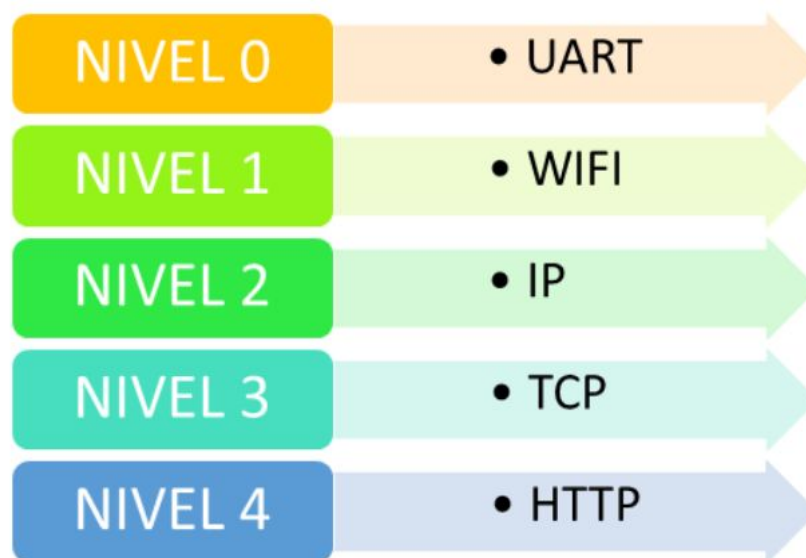 NIVEL 0 • UART
NIVEL 1 • WIFI
NIVEL 2 • IP
NIVEL 3 • TCP
NIVEL 4 • HTTP